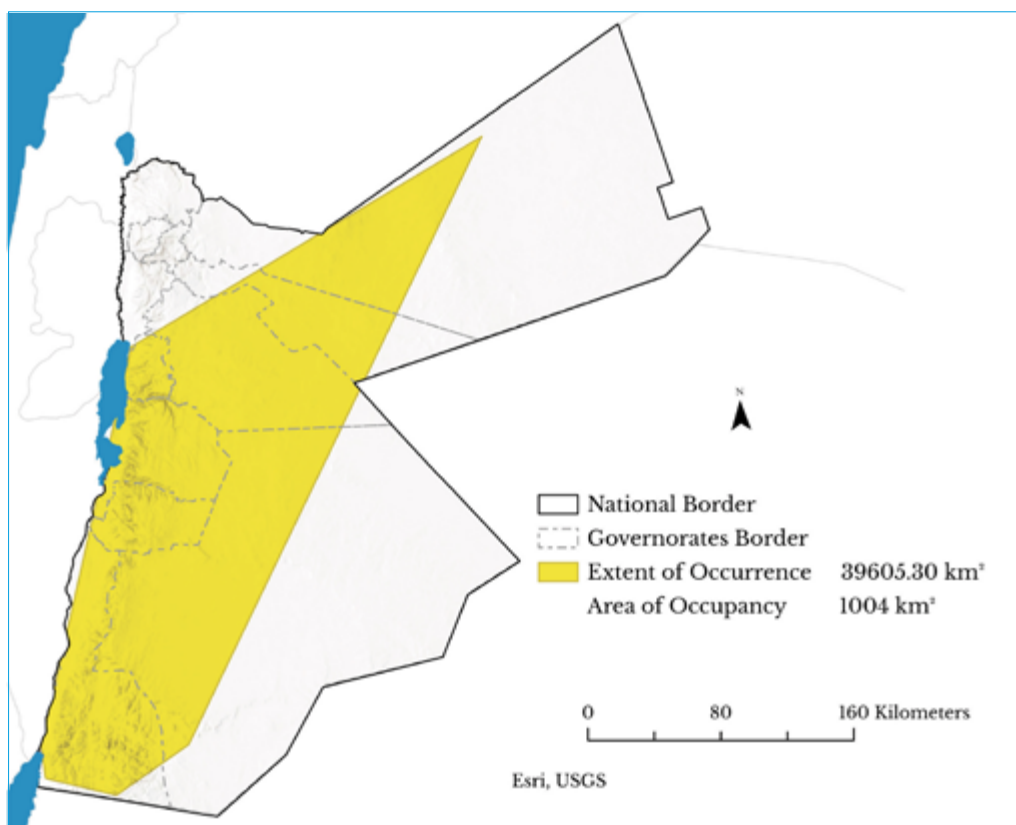 N
National Border
Governorates Border
Extent of Occurrence 39605.30 km²
Area of Occupancy 1004 km²
0 80 160 Kilometers
Esri, USGS